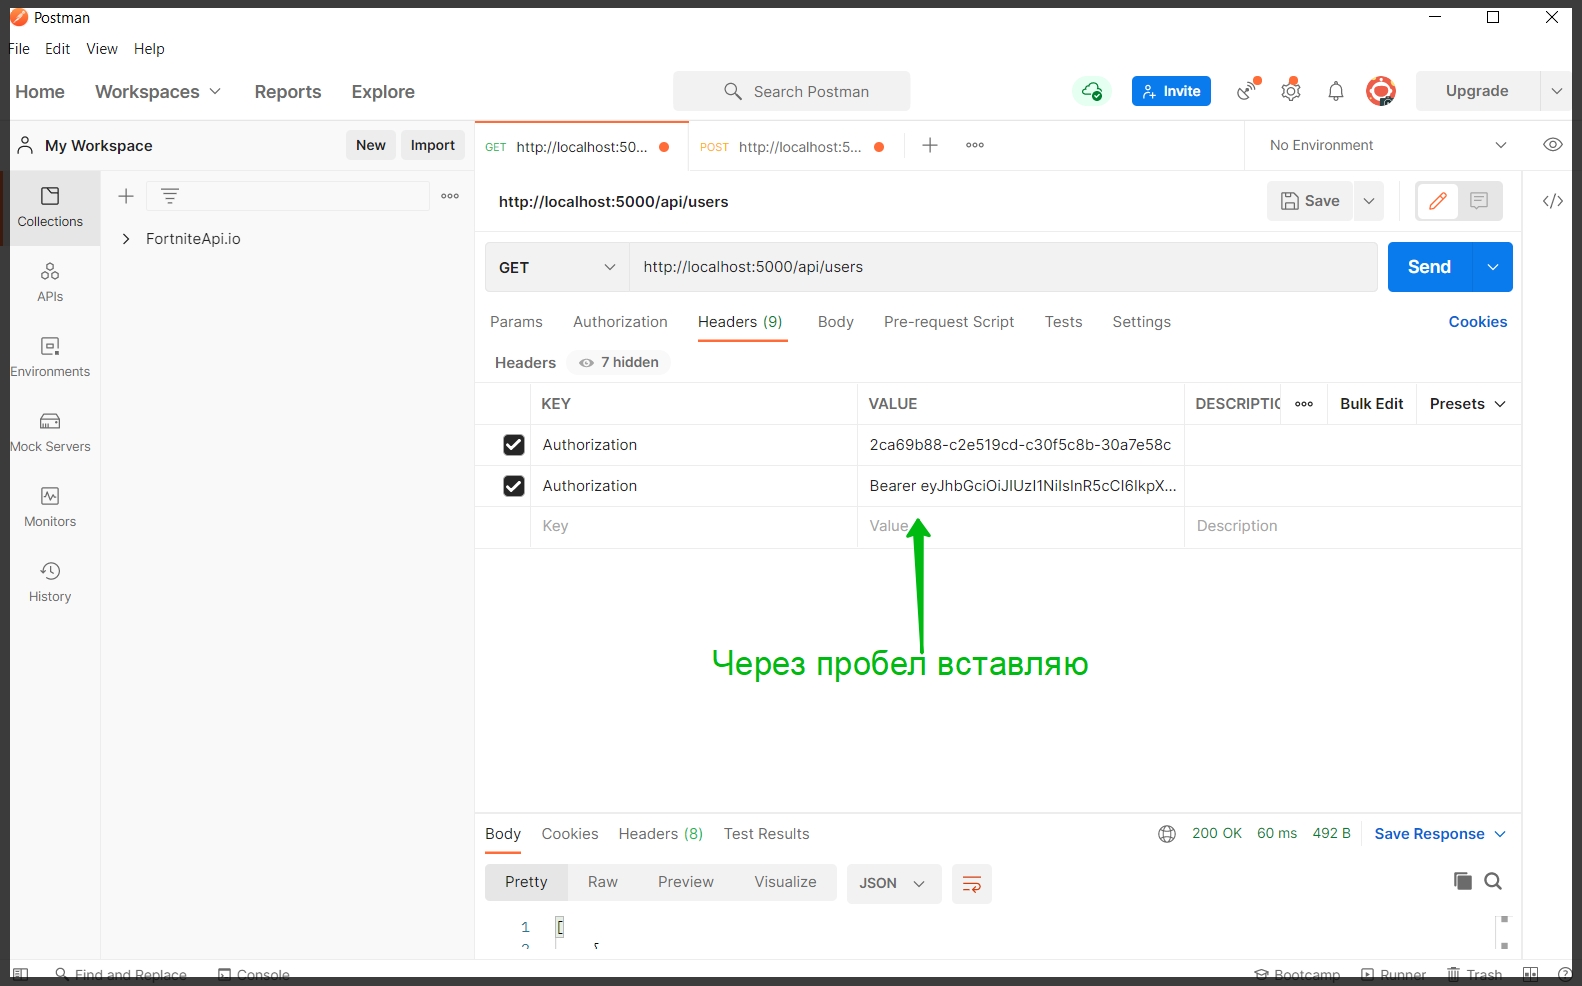 Postman
File Edit View Help
Home Workspaces Reports Explore Search Postman Invite Upgrade
My Workspace New Import
GET http://localhost:50... POST http://localhost:5... No Environment
Collections
FortniteApi.io
APIs
Environments
Mock Servers
Monitors
History
http://localhost:5000/api/users Save
GET http://localhost:5000/api/users Send
Params Authorization Headers (9) Body Pre-request Script Tests Settings Cookies
Headers 7 hidden
KEY VALUE DESCRIPTIO Bulk Edit Presets
Authorization 2ca69b88-c2e519cd-c30f5c8b-30a7e58c
Authorization Bearer eyJhbGciOiJIUzI1NiIsInR5cCI6IkpX...
Key Value Description
Через пробел вставляю
Body Cookies Headers (8) Test Results 200 OK 60 ms 492 B Save Response
Pretty Raw Preview Visualize JSON
1 [
2 {
Find and Replace Console Bootcamp Runner Trash